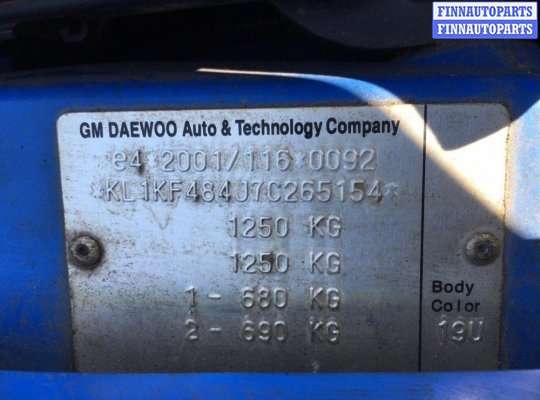 FINNAUTOPARTS
FINNAUTOPARTS
GM DAEWOO Auto & Technology Company
e4*2001/116*0092
*KL1KF484J7C265154*
1250 KG
1250 KG
1 - 680 KG
2 - 690 KG
Body
Color
19U